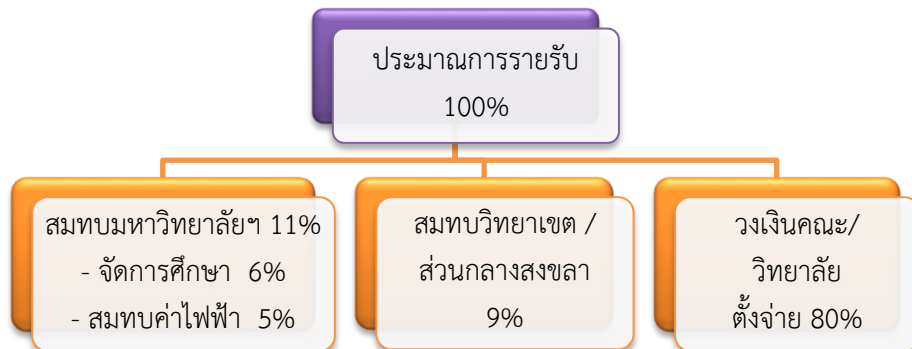 ประมาณการรายรับ
100%
สมทบมหาวิทยาลัยฯ 11%
- จัดการศึกษา 6%
- สมทบค่าไฟฟ้า 5%
สมทบวิทยาเขต /
ส่วนกลางสงขลา
9%
วงเงินคณะ/
วิทยาลัย
ตั้งจ่าย 80%